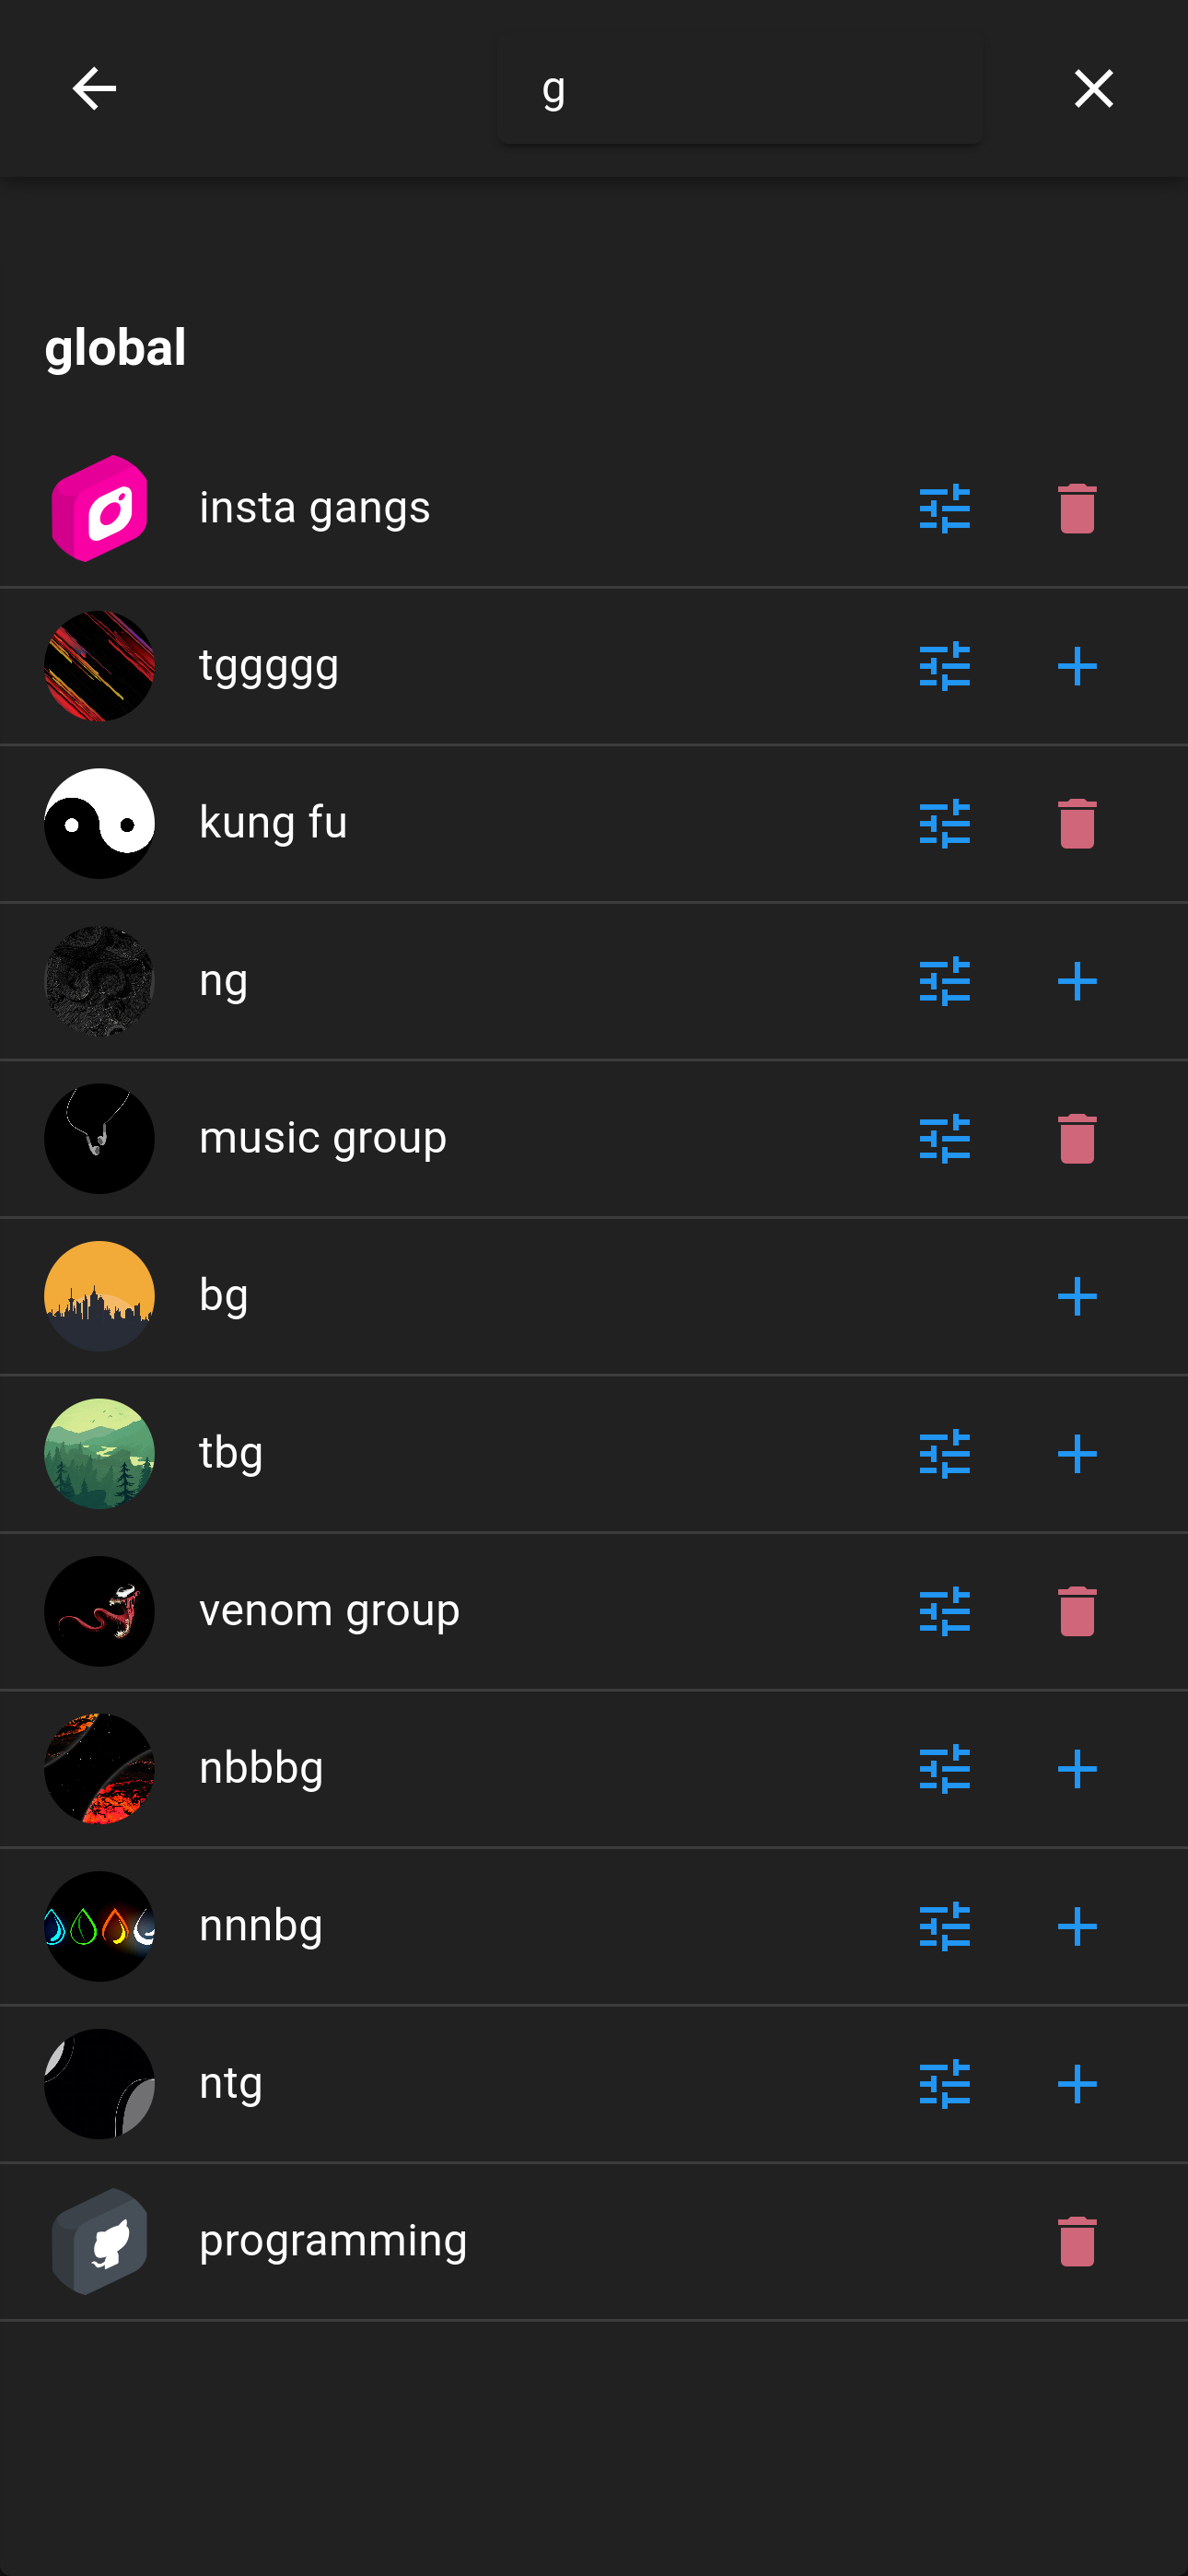 g
global
insta gangs
tggggg
kung fu
ng
music group
bg
tbg
venom group
nbbbg
nnnbg
ntg
programming